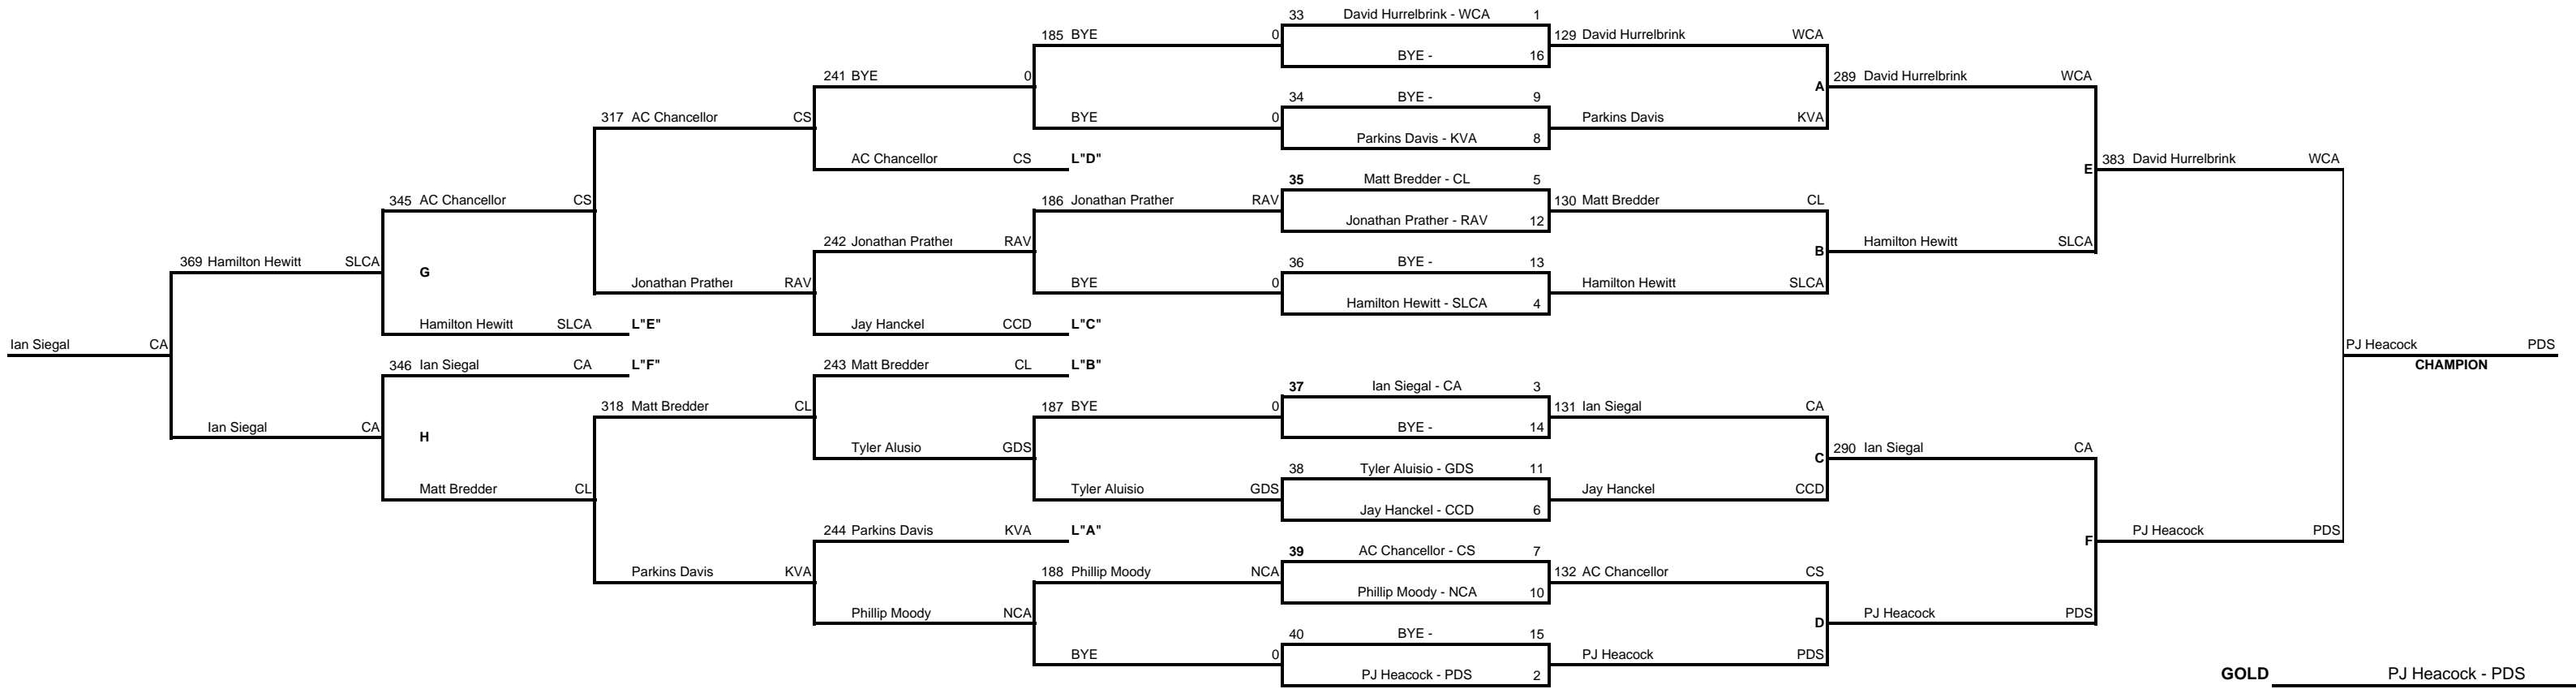 33 David Hurrelbrink - WCA 1
185 BYE 0 129 David Hurrelbrink WCA
BYE - 16
241 BYE 0 A 289 David Hurrelbrink WCA
34 BYE - 9
317 AC Chancellor CS BYE 0 Parkins Davis KVA
Parkins Davis - KVA 8
AC Chancellor CS L"D" E 383 David Hurrelbrink WCA
35 Matt Bredder - CL 5
345 AC Chancellor CS 186 Jonathan Prather RAV 130 Matt Bredder CL
Jonathan Prather - RAV 12
242 Jonathan Prather RAV B Hamilton Hewitt SLCA
369 Hamilton Hewitt SLCA 36 BYE - 13
G
Jonathan Prather RAV BYE 0 Hamilton Hewitt SLCA
Hamilton Hewitt - SLCA 4
Hamilton Hewitt SLCA L"E" Jay Hanckel CCD L"C"
Ian Siegal CA PJ Heacock PDS
346 Ian Siegal CA L"F" 243 Matt Bredder CL L"B" CHAMPION
37 Ian Siegal - CA 3
318 Matt Bredder CL 187 BYE 0 131 Ian Siegal CA
Ian Siegal CA BYE - 14
H
Tyler Alusio GDS C 290 Ian Siegal CA
38 Tyler Aluisio - GDS 11
Matt Bredder CL Tyler Aluisio GDS Jay Hanckel CCD
Jay Hanckel - CCD 6
244 Parkins Davis KVA L"A" F PJ Heacock PDS
39 AC Chancellor - CS 7
Parkins Davis KVA 188 Phillip Moody NCA 132 AC Chancellor CS
Phillip Moody - NCA 10
Phillip Moody NCA D PJ Heacock PDS
40 BYE - 15
BYE 0 PJ Heacock PDS
PJ Heacock - PDS 2
GOLD PJ Heacock - PDS